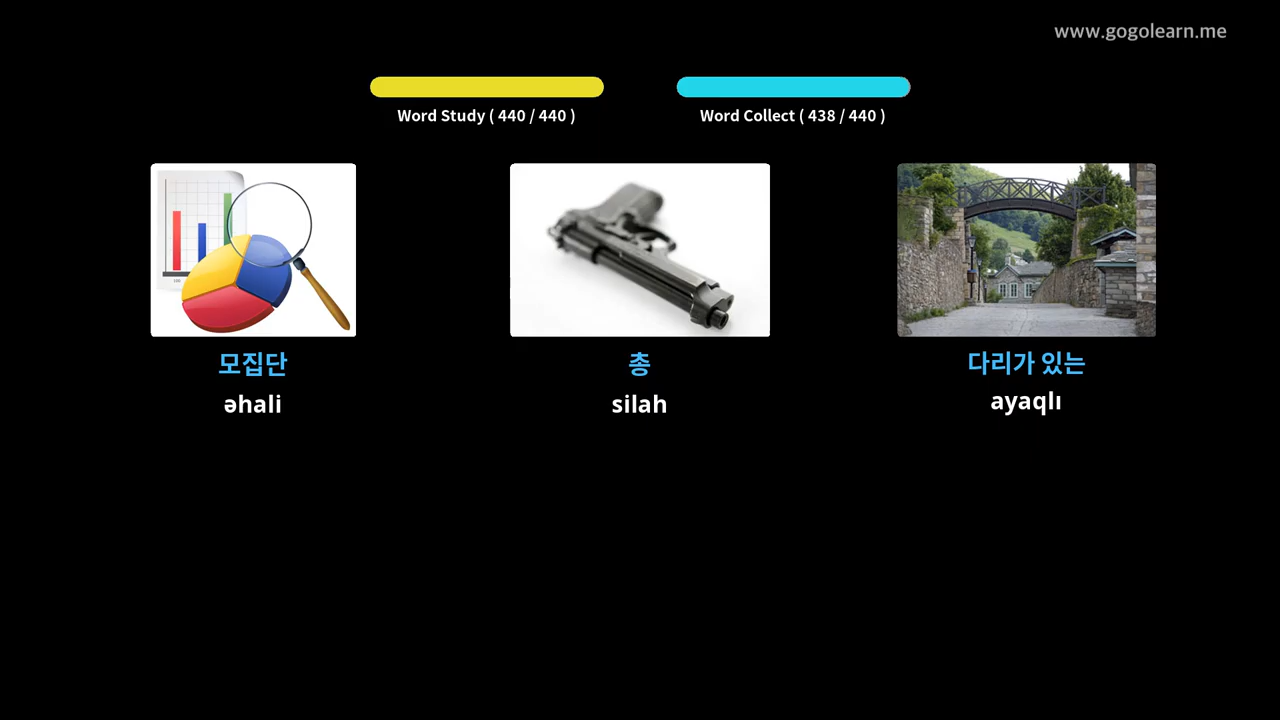 www.gogolearn.me
Word Study ( 440 / 440 )
Word Collect ( 438 / 440 )
모집단
총
다리가 있는
əhali
silah
ayaqlı